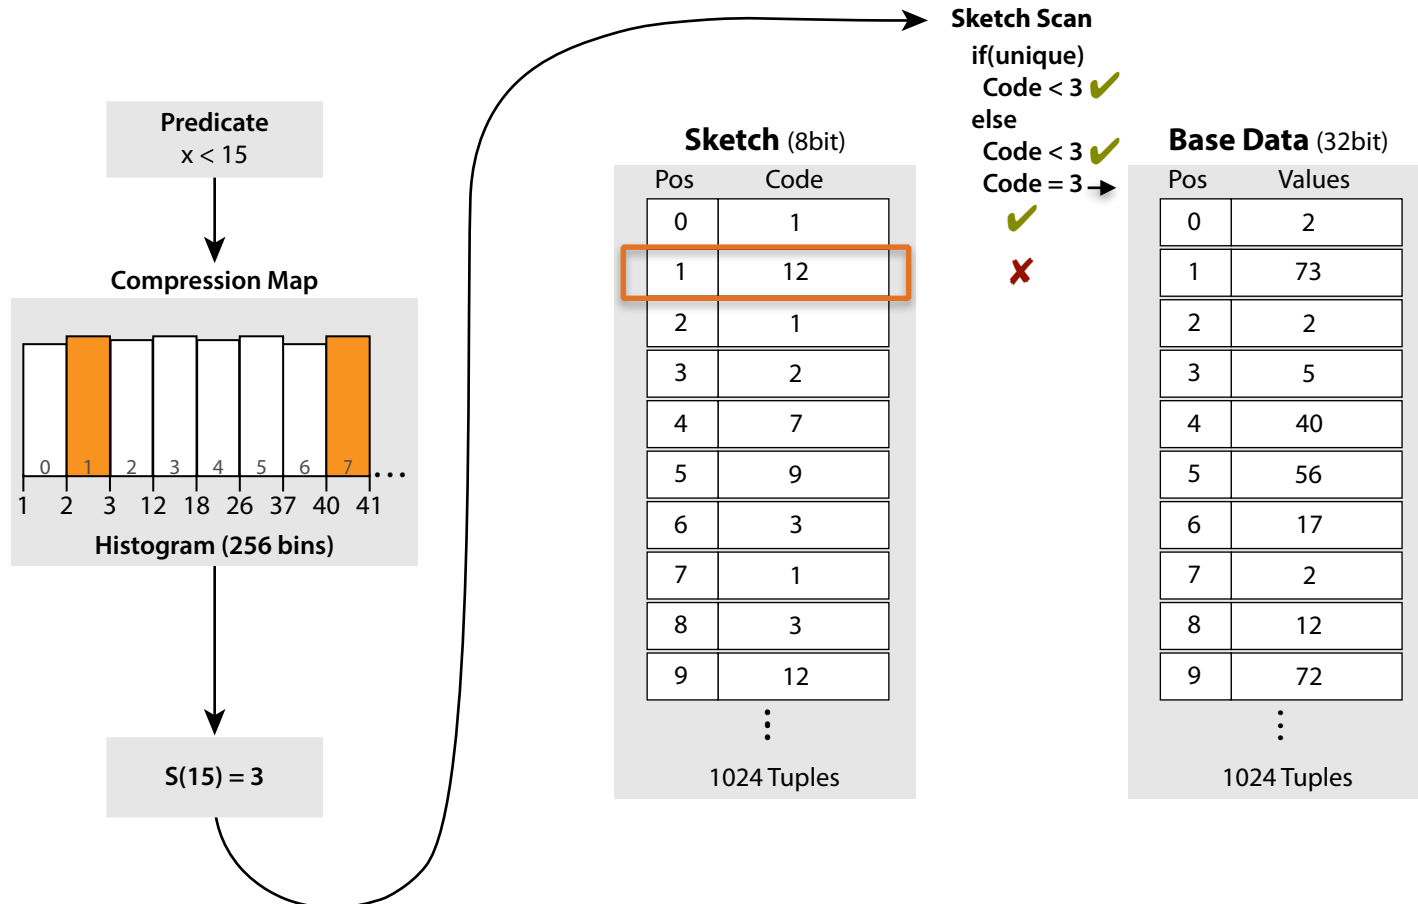 Predicate
x < 15
Compression Map
0 1 2 3 4 5 6 7 ...
1 2 3 12 18 26 37 40 41
Histogram (256 bins)
S(15) = 3
Sketch Scan
if(unique)
Code < 3 ✔
else
Code < 3 ✔
Code = 3
✔
✘
Sketch (8bit)
Pos Code
0 1
1 12
2 1
3 2
4 7
5 9
6 3
7 1
8 3
9 12
⋮
1024 Tuples
Base Data (32bit)
Pos Values
0 2
1 73
2 2
3 5
4 40
5 56
6 17
7 2
8 12
9 72
⋮
1024 Tuples